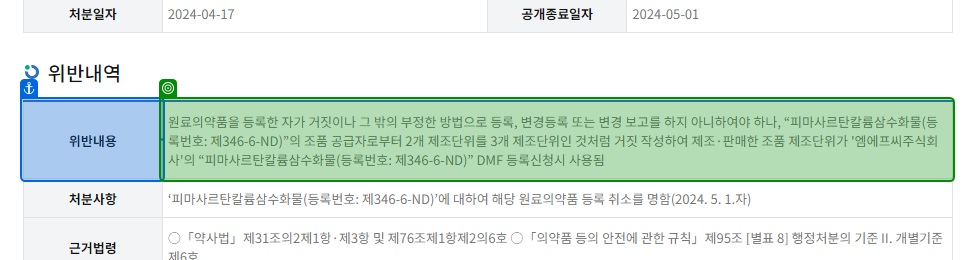 처분일자 2024-04-17 공개종료일자 2024-05-01
위반내역
위반내용 원료의약품을 등록한 자가 거짓이나 그 밖의 부정한 방법으로 등록, 변경등록 또는 변경 보고를 하지 아니하여야 하나, “피마사르탄칼륨삼수화물(등
록번호: 제346-6-ND)”의 조품 공급자로부터 2개 제조단위를 3개 제조단위인 것처럼 거짓 작성하여 제조·판매한 조품 제조단위가 '엠에프씨주식회
사'의 “피마사르탄칼륨삼수화물(등록번호: 제346-6-ND)” DMF 등록신청시 사용됨
처분사항 ‘피마사르탄칼륨삼수화물(등록번호: 제346-6-ND)’에 대하여 해당 원료의약품 등록 취소를 명함(2024. 5. 1.자)
근거법령 ○「약사법」제31조의2제1항·제3항 및 제76조제1항제2의6호 ○「의약품 등의 안전에 관한 규칙」제95조 [별표 8] 행정처분의 기준 II. 개별기준
제6호